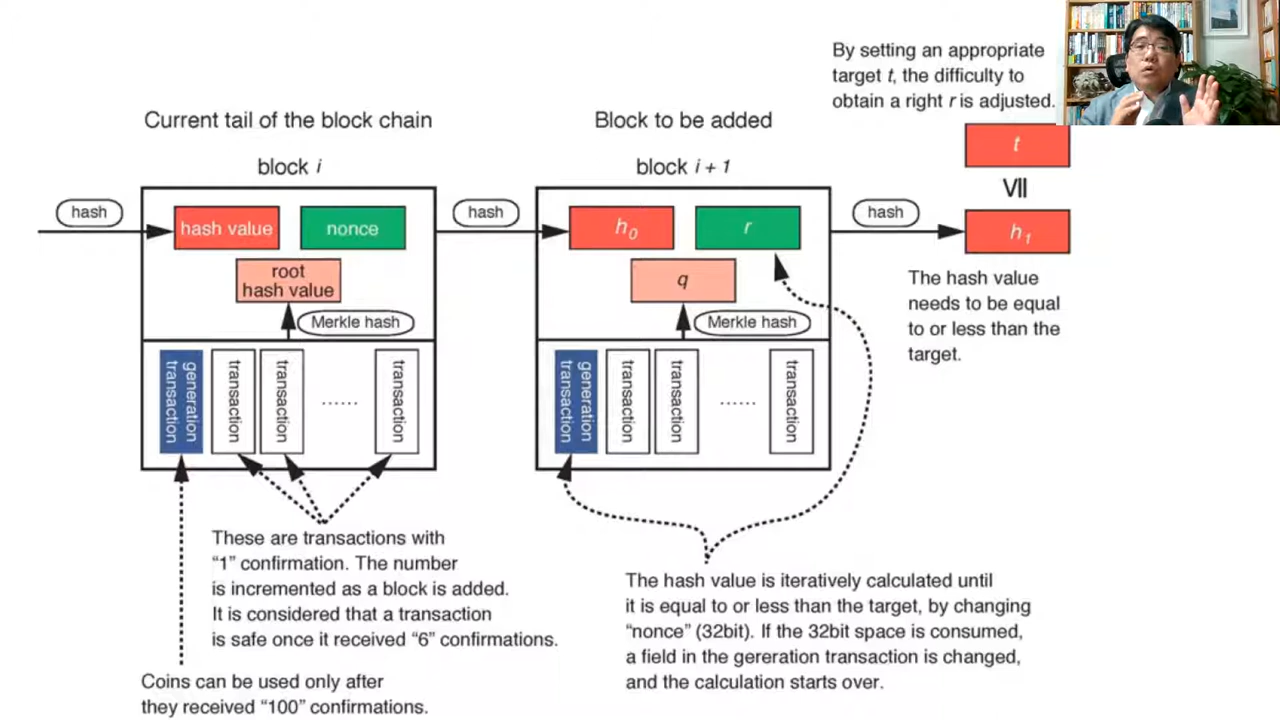 By setting an appropriate
target t, the difficulty to
obtain a right r is adjusted.
Current tail of the block chain
block i
hash
hash value
nonce
root
hash value
Merkle hash
generation
transaction
transaction
transaction
......
transaction
Block to be added
block i + 1
hash
h0
r
q
Merkle hash
generation
transaction
transaction
transaction
......
transaction
hash
t
VII
h1
The hash value
needs to be equal
to or less than the
target.
These are transactions with
“1” confirmation. The number
is incremented as a block is added.
It is considered that a transaction
is safe once it received “6” confirmations.
Coins can be used only after
they received “100” confirmations.
The hash value is iteratively calculated until
it is equal to or less than the target, by changing
“nonce” (32bit). If the 32bit space is consumed,
a field in the gereration transaction is changed,
and the calculation starts over.